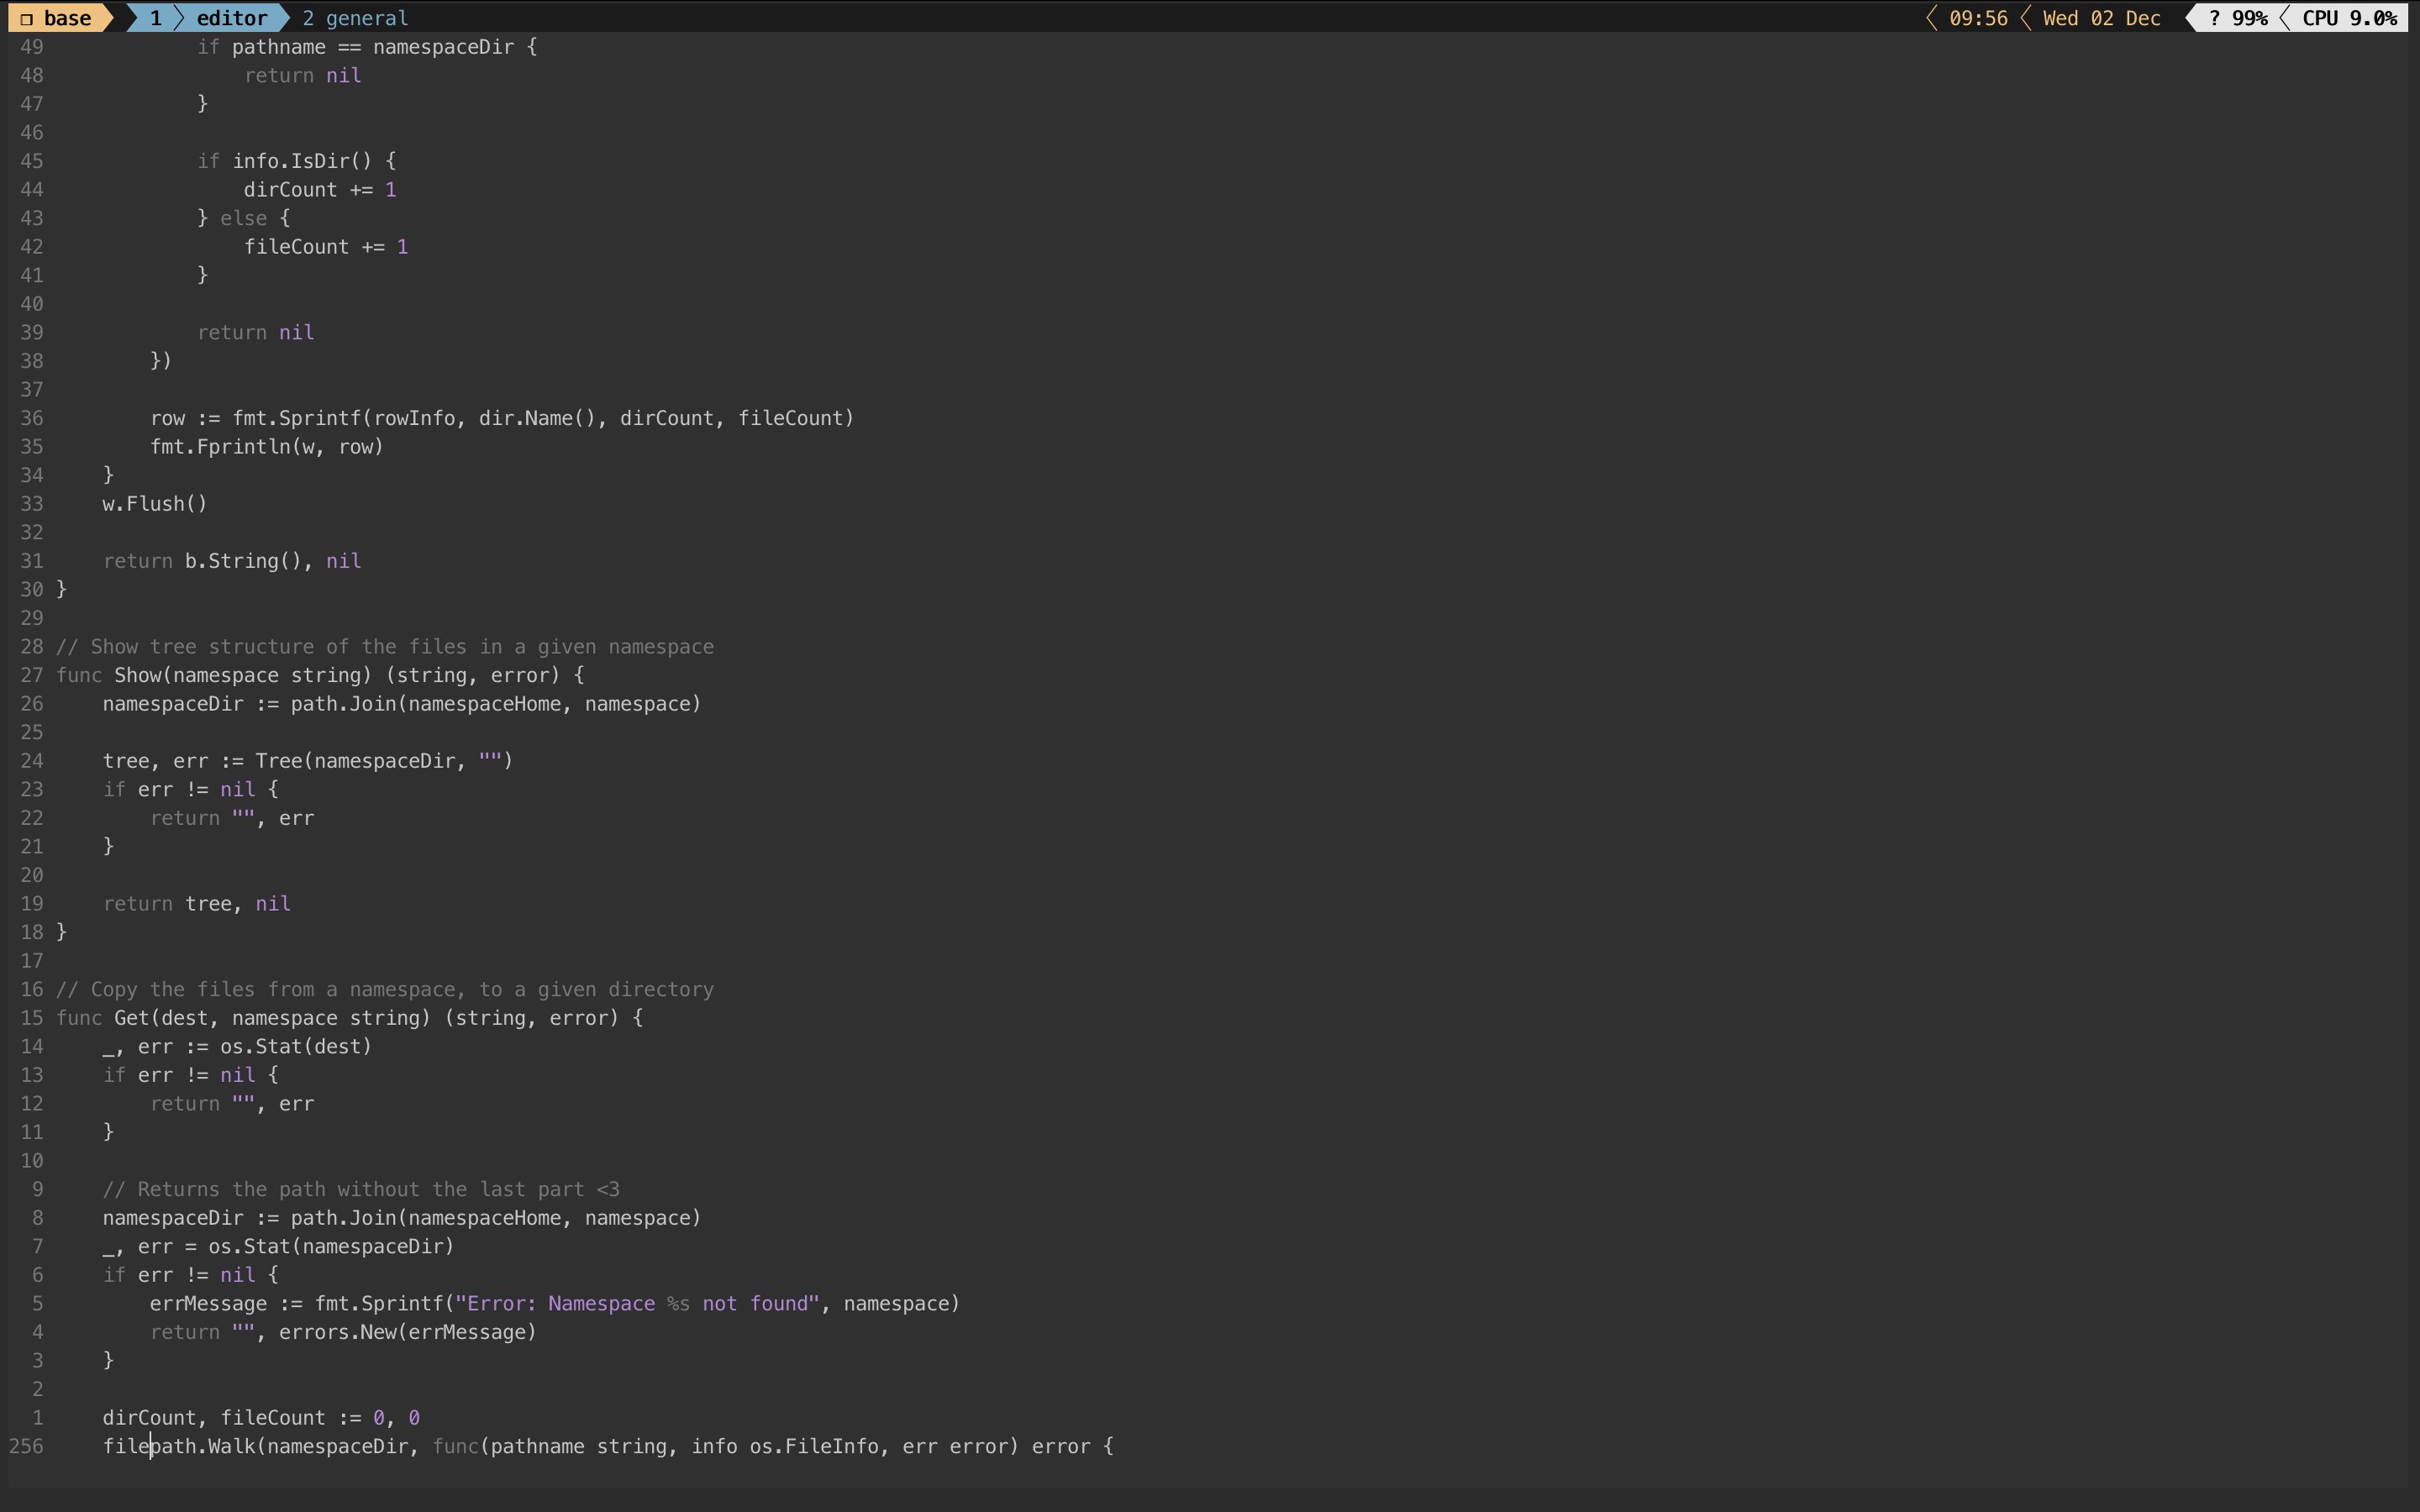 ❐ base 1 editor 2 general 09:56 Wed 02 Dec ? 99% CPU 9.0%
49             if pathname == namespaceDir {
48                 return nil
47             }
46
45             if info.IsDir() {
44                 dirCount += 1
43             } else {
42                 fileCount += 1
41             }
40
39             return nil
38         })
37
36         row := fmt.Sprintf(rowInfo, dir.Name(), dirCount, fileCount)
35         fmt.Fprintln(w, row)
34     }
33     w.Flush()
32
31     return b.String(), nil
30 }
29
28 // Show tree structure of the files in a given namespace
27 func Show(namespace string) (string, error) {
26     namespaceDir := path.Join(namespaceHome, namespace)
25
24     tree, err := Tree(namespaceDir, "")
23     if err != nil {
22         return "", err
21     }
20
19     return tree, nil
18 }
17
16 // Copy the files from a namespace, to a given directory
15 func Get(dest, namespace string) (string, error) {
14     _, err := os.Stat(dest)
13     if err != nil {
12         return "", err
11     }
10
9     // Returns the path without the last part <3
8     namespaceDir := path.Join(namespaceHome, namespace)
7     _, err = os.Stat(namespaceDir)
6     if err != nil {
5         errMessage := fmt.Sprintf("Error: Namespace %s not found", namespace)
4         return "", errors.New(errMessage)
3     }
2
1     dirCount, fileCount := 0, 0
256     filepath.Walk(namespaceDir, func(pathname string, info os.FileInfo, err error) error {